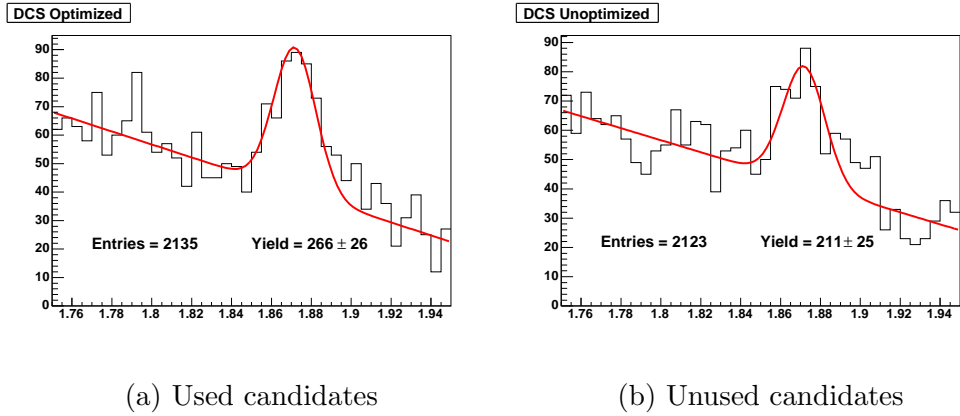 DCS Optimized
90
80
70
60
50
40
30
20
10
0
Entries = 2135
Yield = 266 ± 26
1.76 1.78 1.8 1.82 1.84 1.86 1.88 1.9 1.92 1.94
(a) Used candidates
DCS Unoptimized
90
80
70
60
50
40
30
20
10
0
Entries = 2123
Yield = 211 ± 25
1.76 1.78 1.8 1.82 1.84 1.86 1.88 1.9 1.92 1.94
(b) Unused candidates